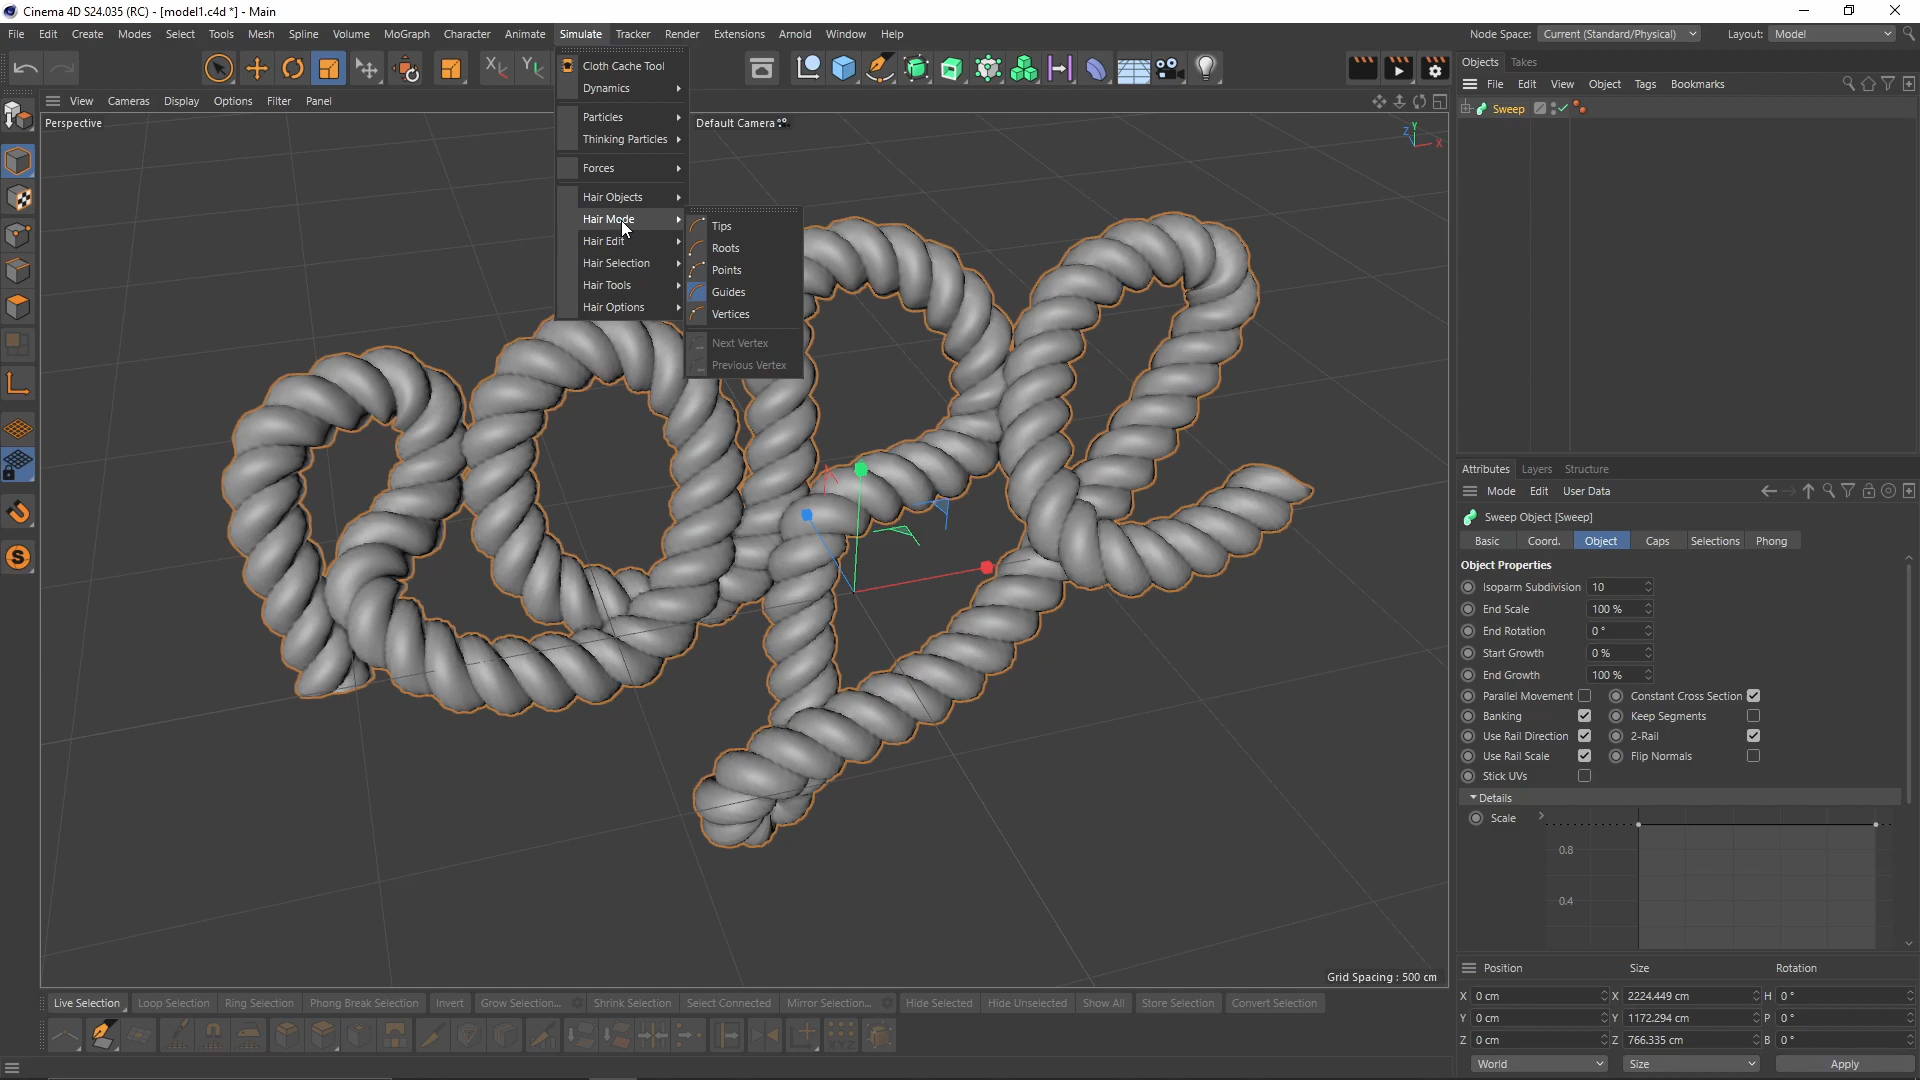 Cinema 4D S24.035 (RC) - [model1.c4d *] - Main
File Edit Create Modes Select Tools Mesh Spline Volume MoGraph Character Animate Simulate Tracker Render Extensions Arnold Window Help
Node Space: Current (Standard/Physical) Layout: Model
Cloth Cache Tool
Dynamics
Particles
Thinking Particles
Forces
Hair Objects
Hair Mode
Hair Edit
Hair Selection
Hair Tools
Hair Options
Tips
Roots
Points
Guides
Vertices
Next Vertex
Previous Vertex
View Cameras Display Options Filter Panel
Perspective
Default Camera
Y
Z
X
Grid Spacing : 500 cm
Objects Takes
File Edit View Object Tags Bookmarks
Sweep
Attributes Layers Structure
Mode Edit User Data
Sweep Object [Sweep]
Basic Coord. Object Caps Selections Phong
Object Properties
Isoparm Subdivision 10
End Scale 100 %
End Rotation 0 °
Start Growth 0 %
End Growth 100 %
Parallel Movement Constant Cross Section
Banking Keep Segments
Use Rail Direction 2-Rail
Use Rail Scale Flip Normals
Stick UVs
Details
Scale
0.8
0.4
Position Size Rotation
X 0 cm X 2224.449 cm H 0 °
Y 0 cm Y 1172.294 cm P 0 °
Z 0 cm Z 766.335 cm B 0 °
World Size Apply
Live Selection Loop Selection Ring Selection Phong Break Selection Invert Grow Selection... Shrink Selection Select Connected Mirror Selection... Hide Selected Hide Unselected Show All Store Selection Convert Selection